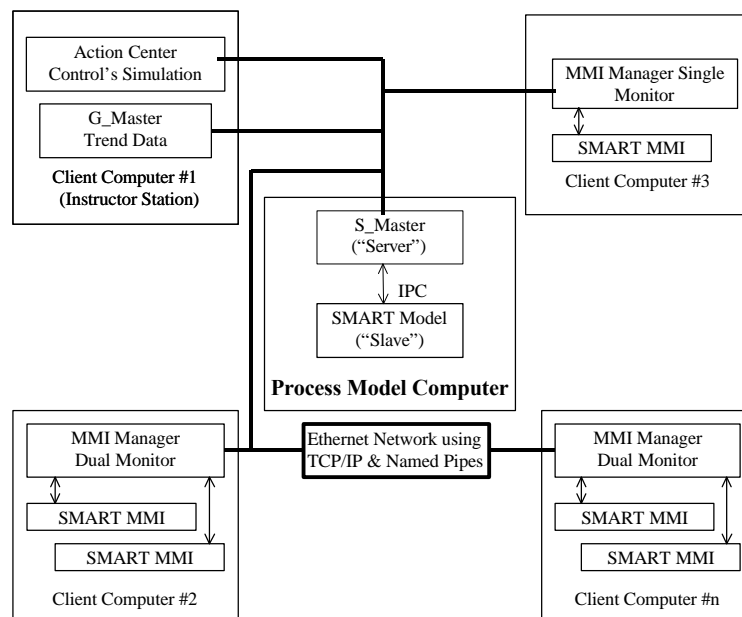 Action Center
Control's Simulation
G_Master
Trend Data
Client Computer #1
(Instructor Station)
MMI Manager Single
Monitor
SMART MMI
Client Computer #3
S_Master
(“Server”)
IPC
SMART Model
(“Slave”)
Process Model Computer
MMI Manager
Dual Monitor
SMART MMI
SMART MMI
Client Computer #2
Ethernet Network using
TCP/IP & Named Pipes
MMI Manager
Dual Monitor
SMART MMI
SMART MMI
Client Computer #n